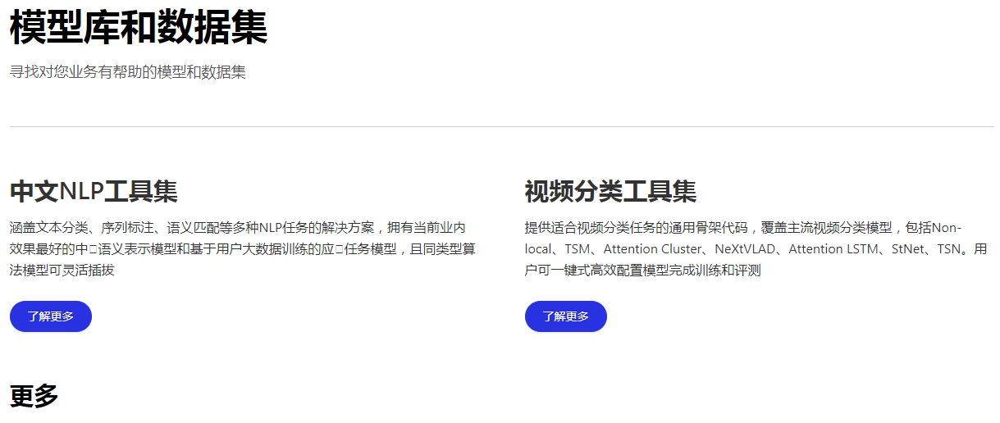 模型库和数据集
寻找对您业务有帮助的模型和数据集
中文NLP工具集
涵盖文本分类、序列标注、语义匹配等多种NLP任务的解决方案，拥有当前业内
效果最好的中□语义表示模型和基于用户大数据训练的应□任务模型，且同类型算
法模型可灵活插拔
了解更多
视频分类工具集
提供适合视频分类任务的通用骨架代码，覆盖主流视频分类模型，包括Non-
local、TSM、Attention Cluster、NeXtVLAD、Attention LSTM、StNet、TSN。用
户可一键式高效配置模型完成训练和评测
了解更多
更多